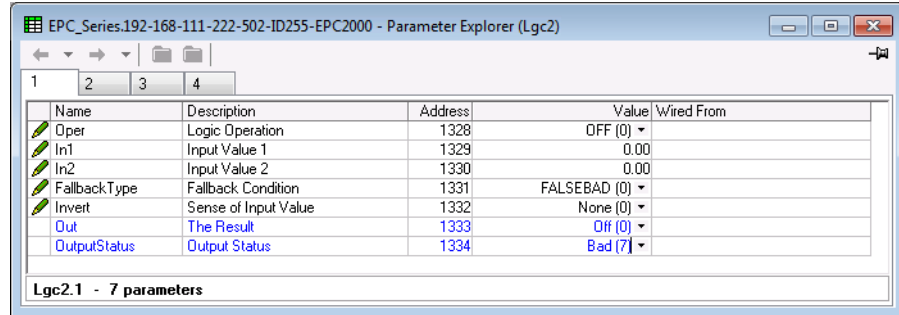 EPC_Series.192-168-111-222-502-ID255-EPC2000 - Parameter Explorer (Lgc2)
1 2 3 4
Name Description Address Value Wired From
Oper Logic Operation 1328 OFF (0)
In1 Input Value 1 1329 0.00
In2 Input Value 2 1330 0.00
FallbackType Fallback Condition 1331 FALSEBAD (0)
Invert Sense of Input Value 1332 None (0)
Out The Result 1333 Off (0)
OutputStatus Output Status 1334 Bad (7)
Lgc2.1 - 7 parameters